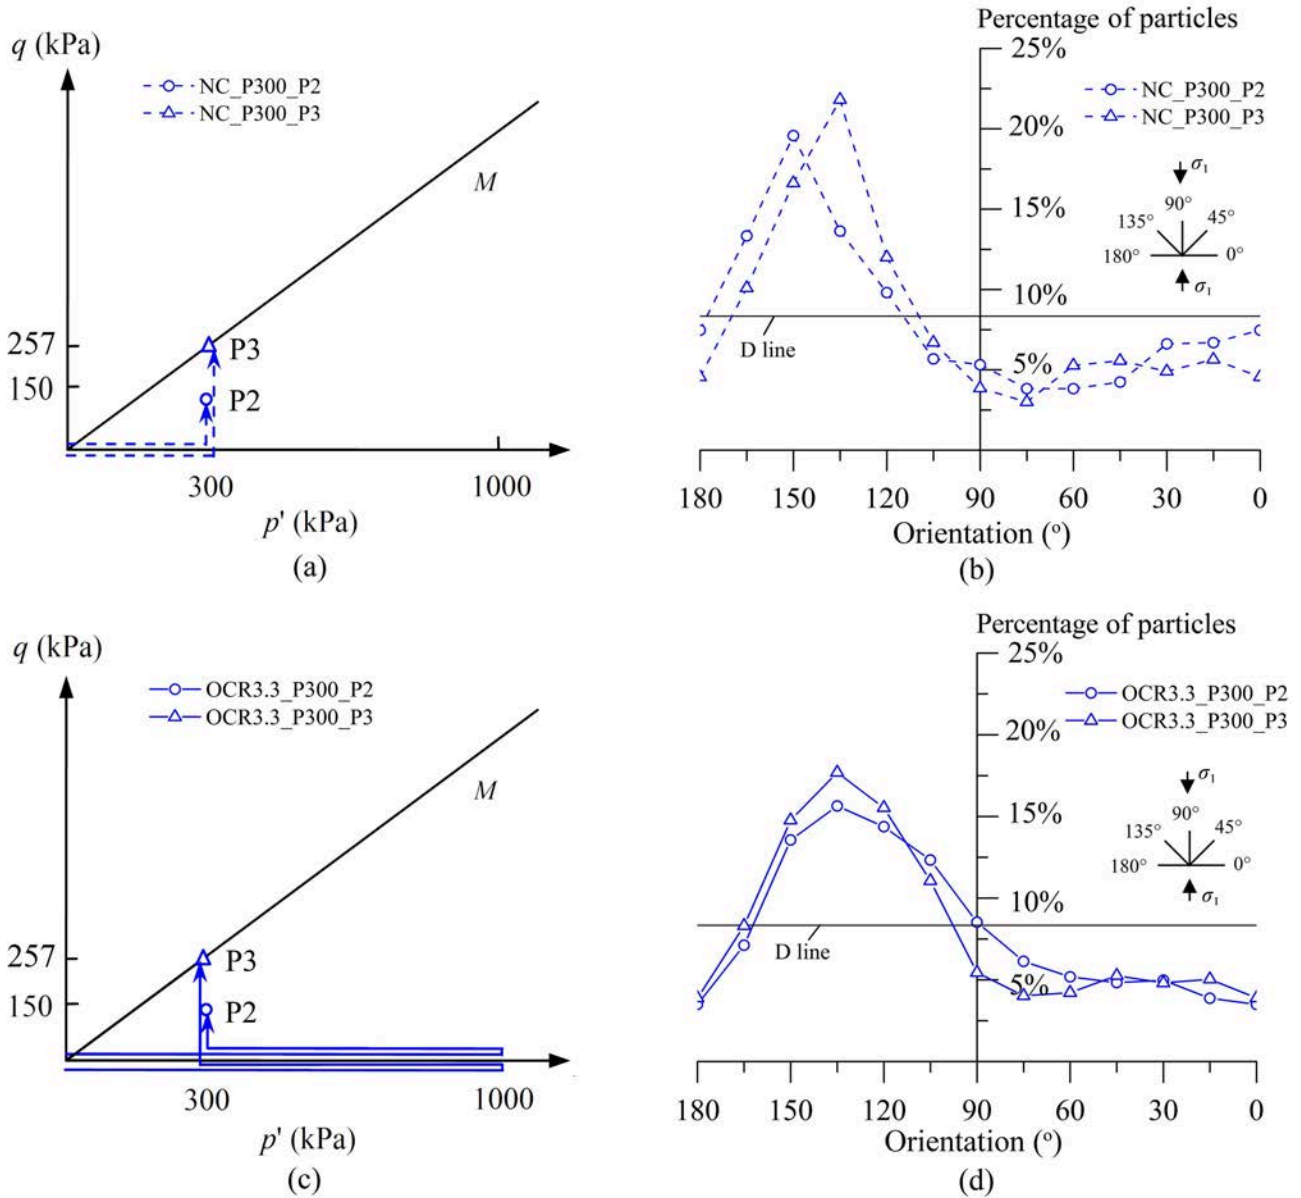 q (kPa)
NC_P300_P2
NC_P300_P3
M
257
P3
150
P2
300
1000
p' (kPa)
(a)
Percentage of particles
25%
NC_P300_P2
20%
NC_P300_P3
σ₁
15%
90°
135°
45°
180°
0°
10%
σ₁
D line
5%
180
150
120
90
60
30
0
Orientation (°)
(b)
q (kPa)
OCR3.3_P300_P2
OCR3.3_P300_P3
M
257
P3
150
P2
300
1000
p' (kPa)
(c)
Percentage of particles
25%
OCR3.3_P300_P2
20%
OCR3.3_P300_P3
σ₁
15%
90°
135°
45°
180°
0°
10%
σ₁
D line
5%
180
150
120
90
60
30
0
Orientation (°)
(d)